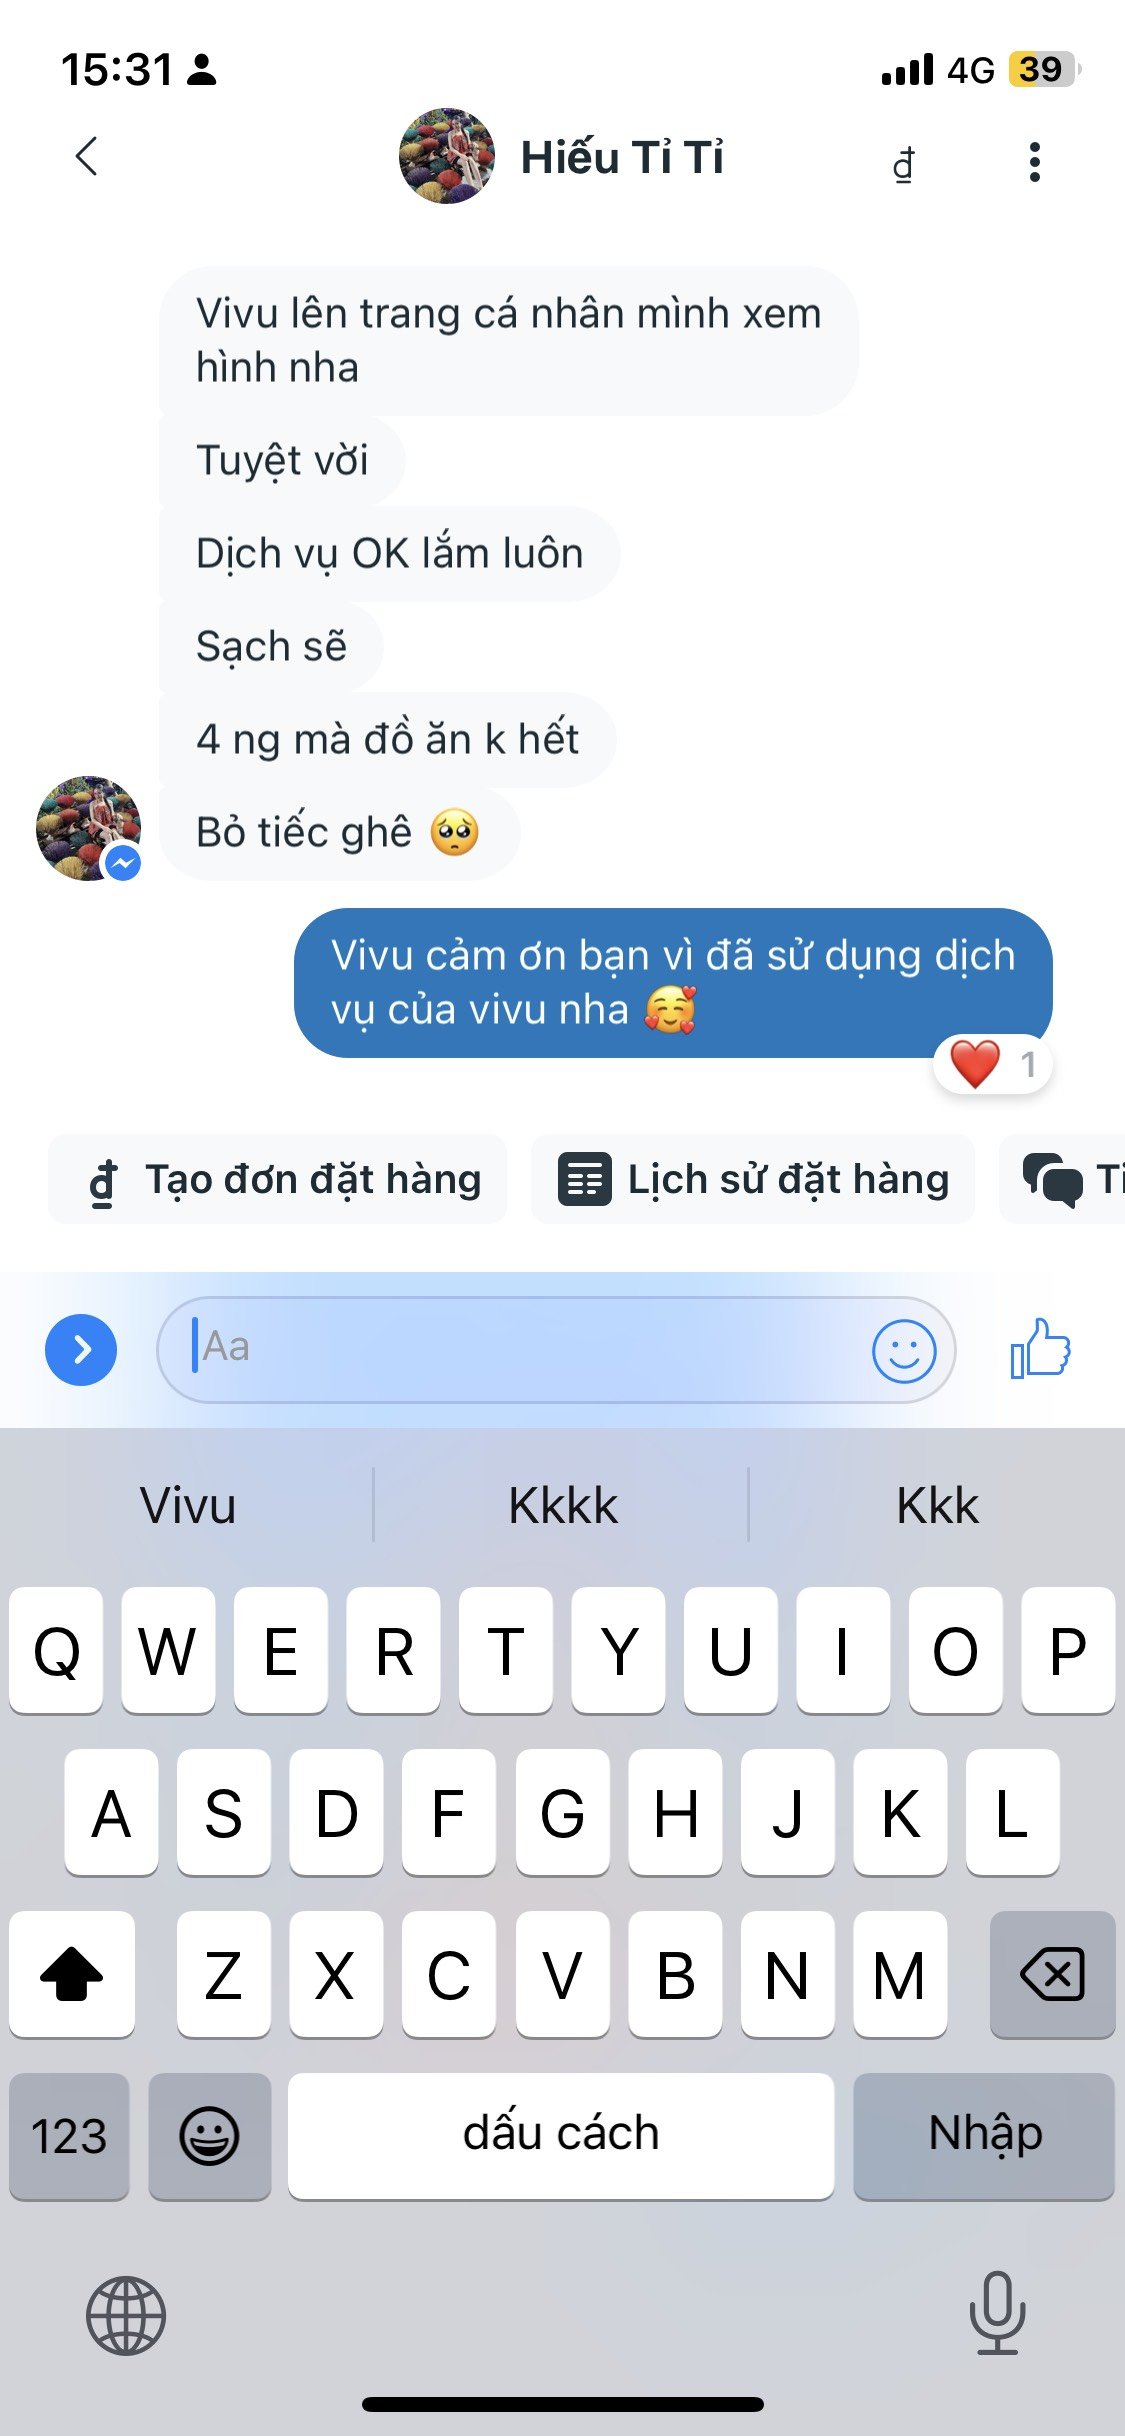 15:31
4G
39
Hiếu Tỉ Tỉ
đ
Vivu lên trang cá nhân mình xem
hình nha
Tuyệt vời
Dịch vụ OK lắm luôn
Sạch sẽ
4 ng mà đồ ăn k hết
Bỏ tiếc ghê 🥺
Vivu cảm ơn bạn vì đã sử dụng dịch
vụ của vivu nha 🥰
❤️ 1
đ Tạo đơn đặt hàng
Lịch sử đặt hàng
Ti
Aa
Vivu
Kkkk
Kkk
Q W E R T Y U I O P
A S D F G H J K L
Z X C V B N M
123
dấu cách
Nhập